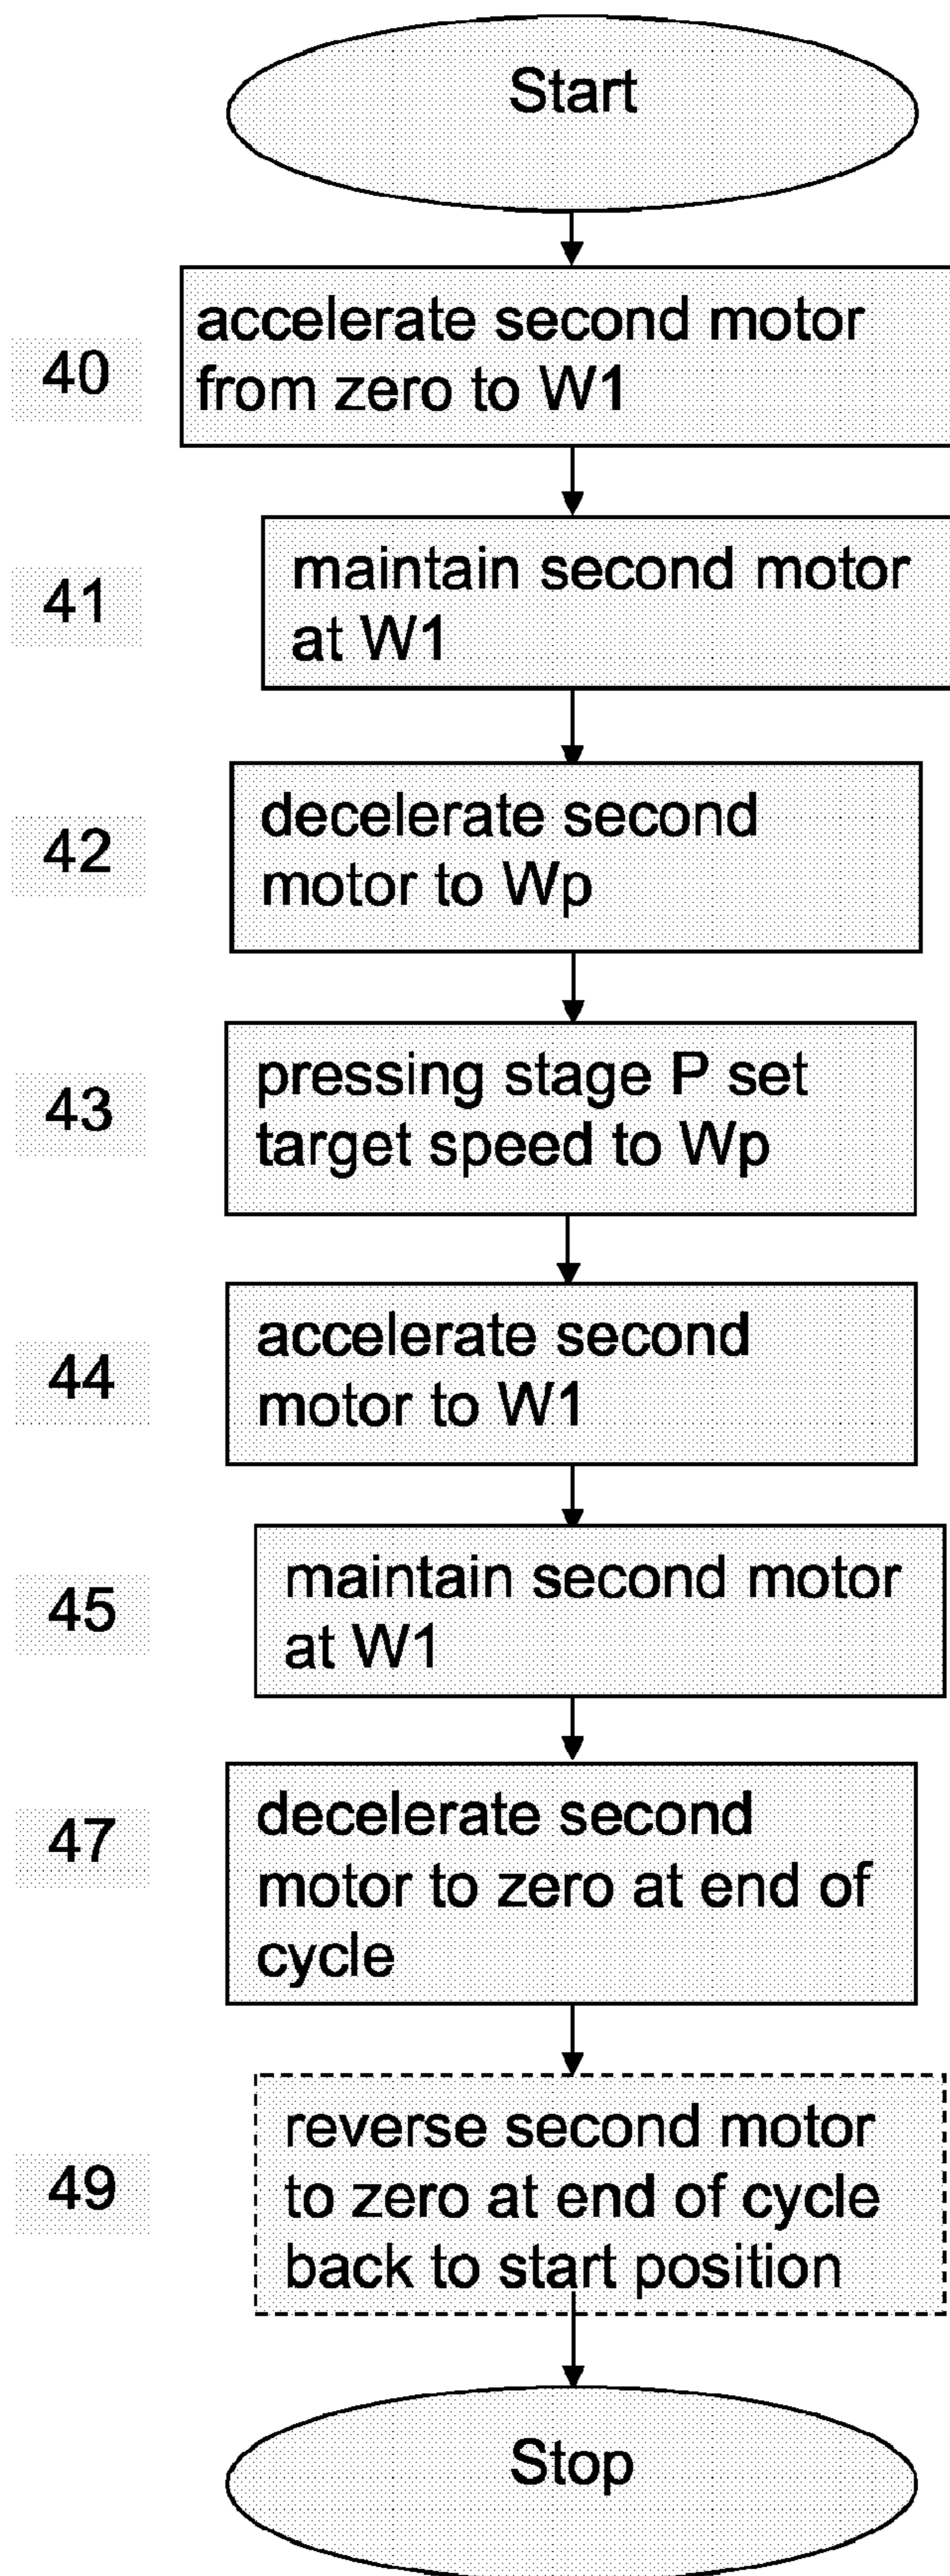 Start
40
accelerate second motor
from zero to W1
41
maintain second motor
at W1
42
decelerate second
motor to Wp
43
pressing stage P set
target speed to Wp
44
accelerate second
motor to W1
45
maintain second motor
at W1
47
decelerate second
motor to zero at end of
cycle
49
reverse second motor
to zero at end of cycle
back to start position
Stop